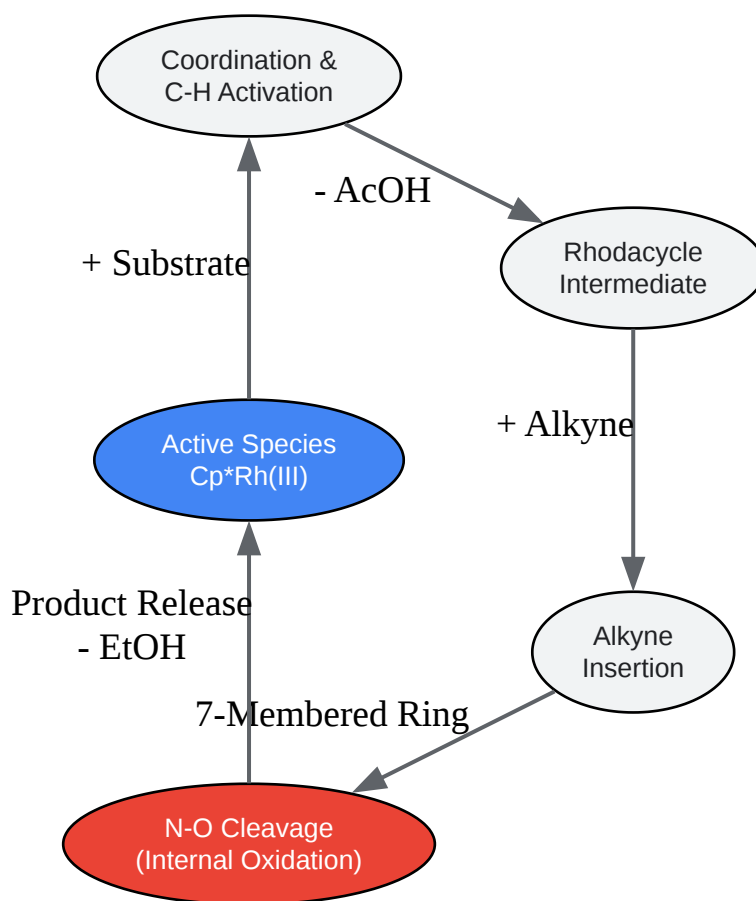 Coordination &
C-H Activation
- AcOH
Rhodacycle
Intermediate
+ Substrate
+ Alkyne
Active Species
Cp*Rh(III)
Product Release
- EtOH
Alkyne
Insertion
7-Membered Ring
N-O Cleavage
(Internal Oxidation)